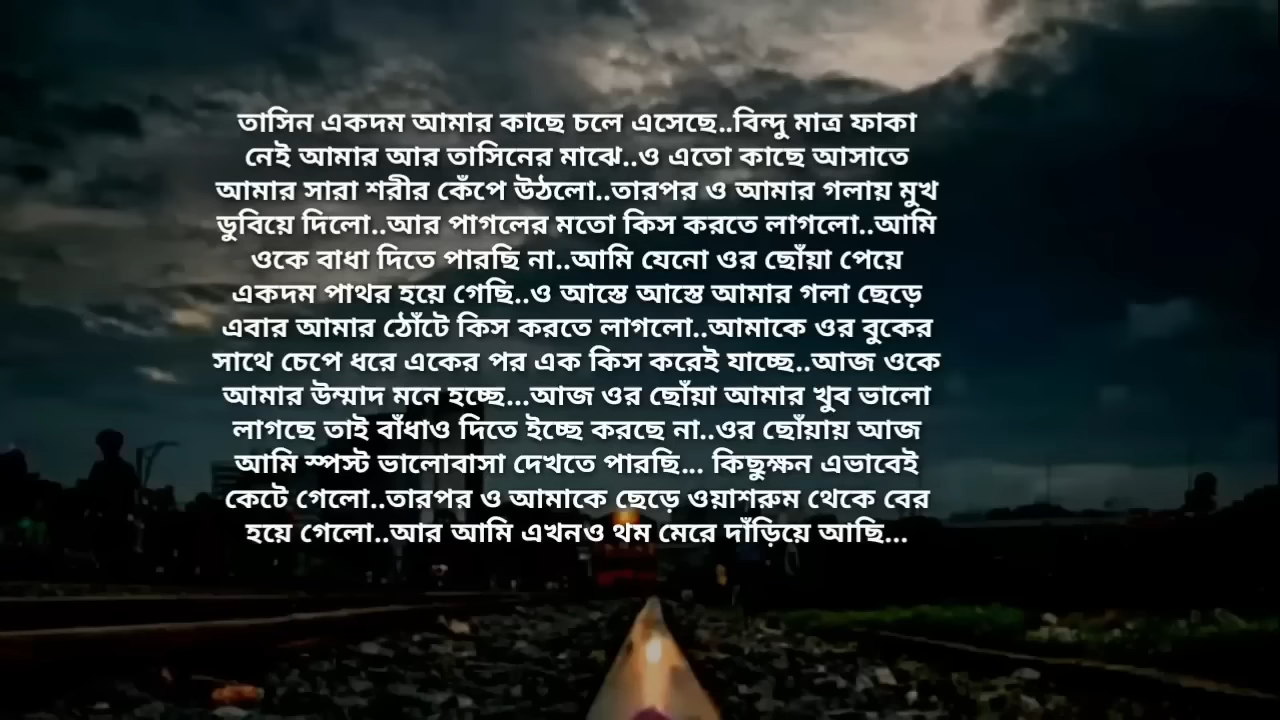 তাসিন একদম আমার কাছে চলে এসেছে..বিন্দু মাত্র ফাকা
নেই আমার আর তাসিনের মাঝে..ও এতো কাছে আসাতে
আমার সারা শরীর কেঁপে উঠলো..তারপর ও আমার গলায় মুখ
ডুবিয়ে দিলো..আর পাগলের মতো কিস করতে লাগলো..আমি
ওকে বাধা দিতে পারছি না..আমি যেনো ওর ছোঁয়া পেয়ে
একদম পাথর হয়ে গেছি..ও আস্তে আস্তে আমার গলা ছেড়ে
এবার আমার ঠোঁটে কিস করতে লাগলো..আমাকে ওর বুকের
সাথে চেপে ধরে একের পর এক কিস করেই যাচ্ছে..আজ ওকে
আমার উম্মাদ মনে হচ্ছে...আজ ওর ছোঁয়া আমার খুব ভালো
লাগছে তাই বাঁধাও দিতে ইচ্ছে করছে না..ওর ছোঁয়ায় আজ
আমি স্পস্ট ভালোবাসা দেখতে পারছি... কিছুক্ষন এভাবেই
কেটে গেলো..তারপর ও আমাকে ছেড়ে ওয়াশরুম থেকে বের
হয়ে গেলো..আর আমি এখনও থম মেরে দাঁড়িয়ে আছি...